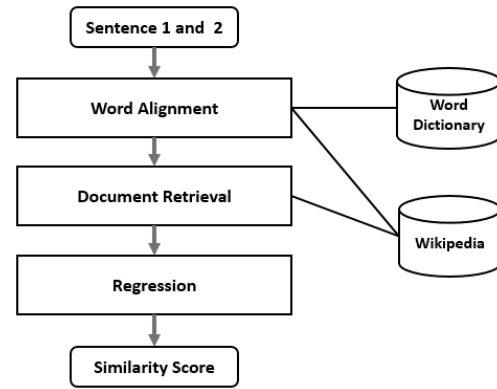 Sentence 1 and 2
Word Alignment
Word
Dictionary
Document Retrieval
Wikipedia
Regression
Similarity Score